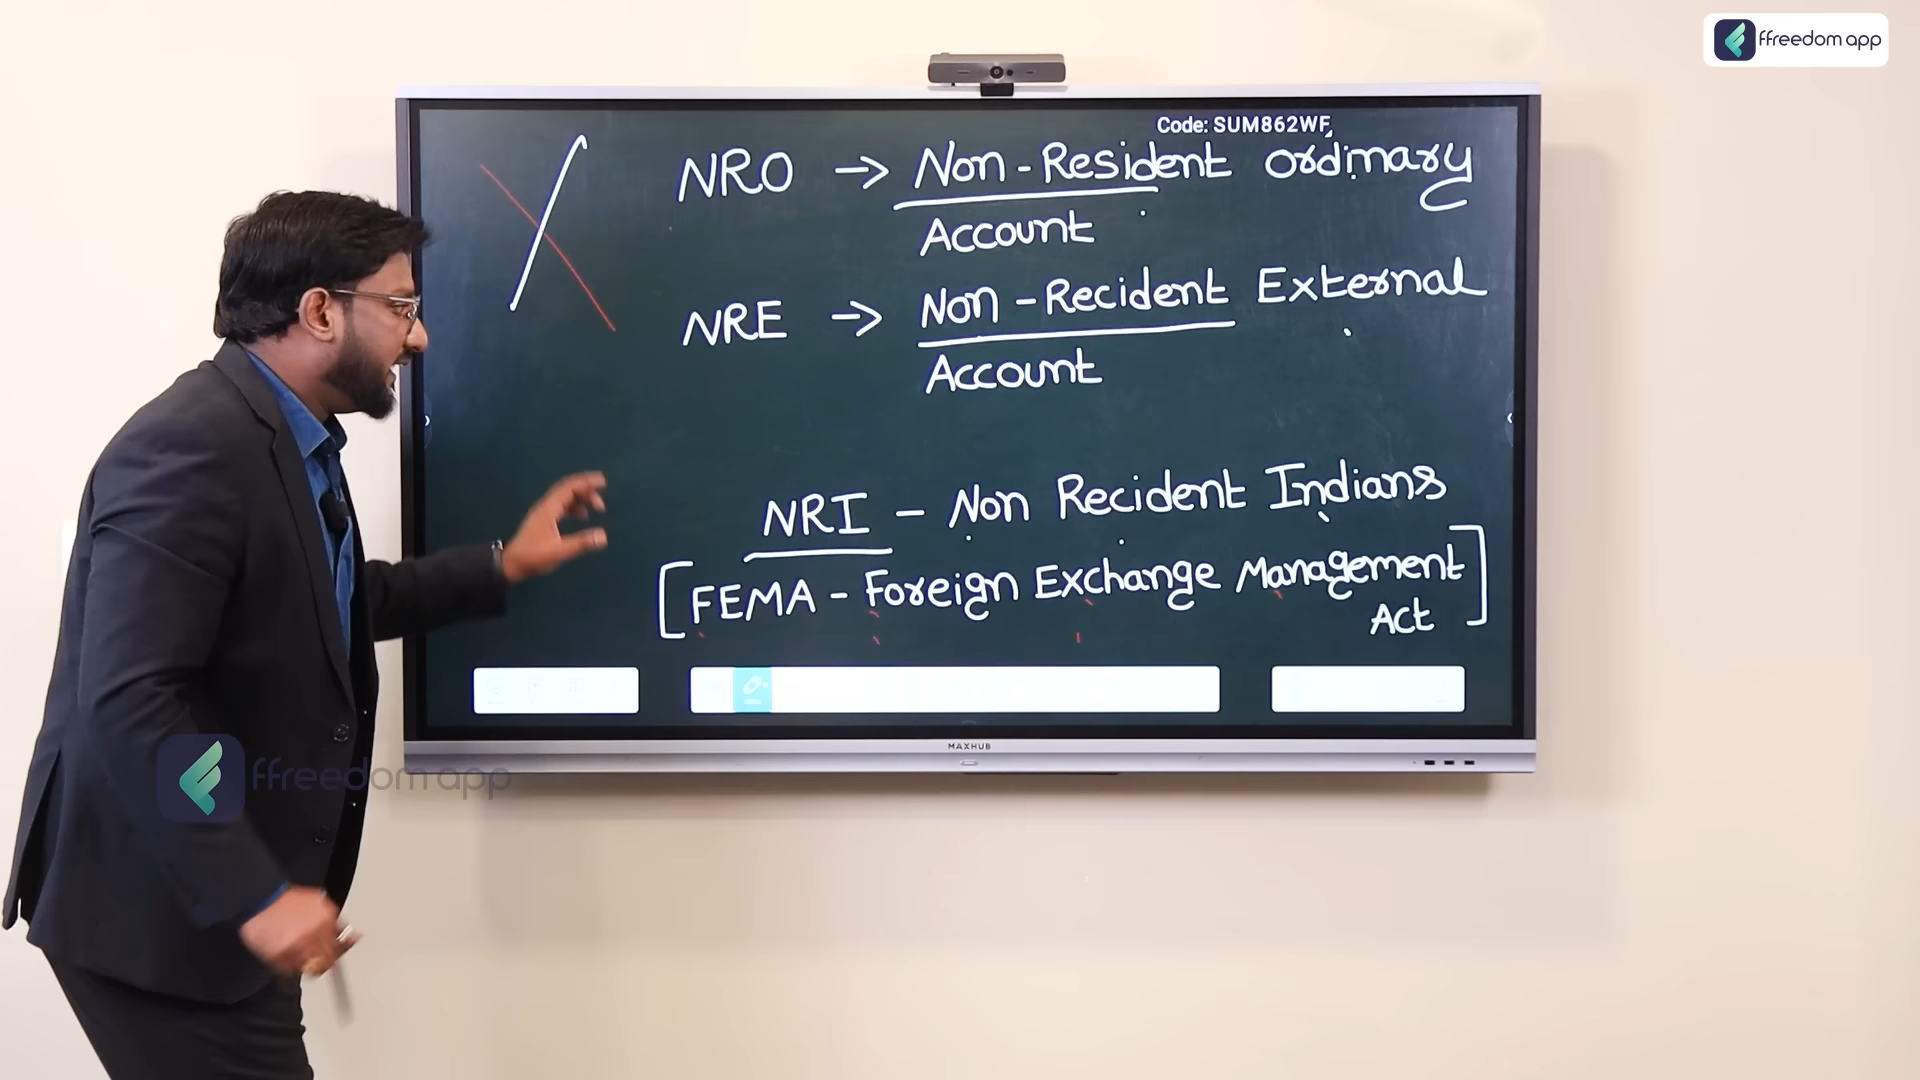 ffreedom app
Code: SUM862WF
NRO → Non-Resident ordinary
Account
NRE → Non-Recident External
Account
NRI - Non Recident Indians
[FEMA - Foreign Exchange Management
Act]
MAXHUB
ffreedom app